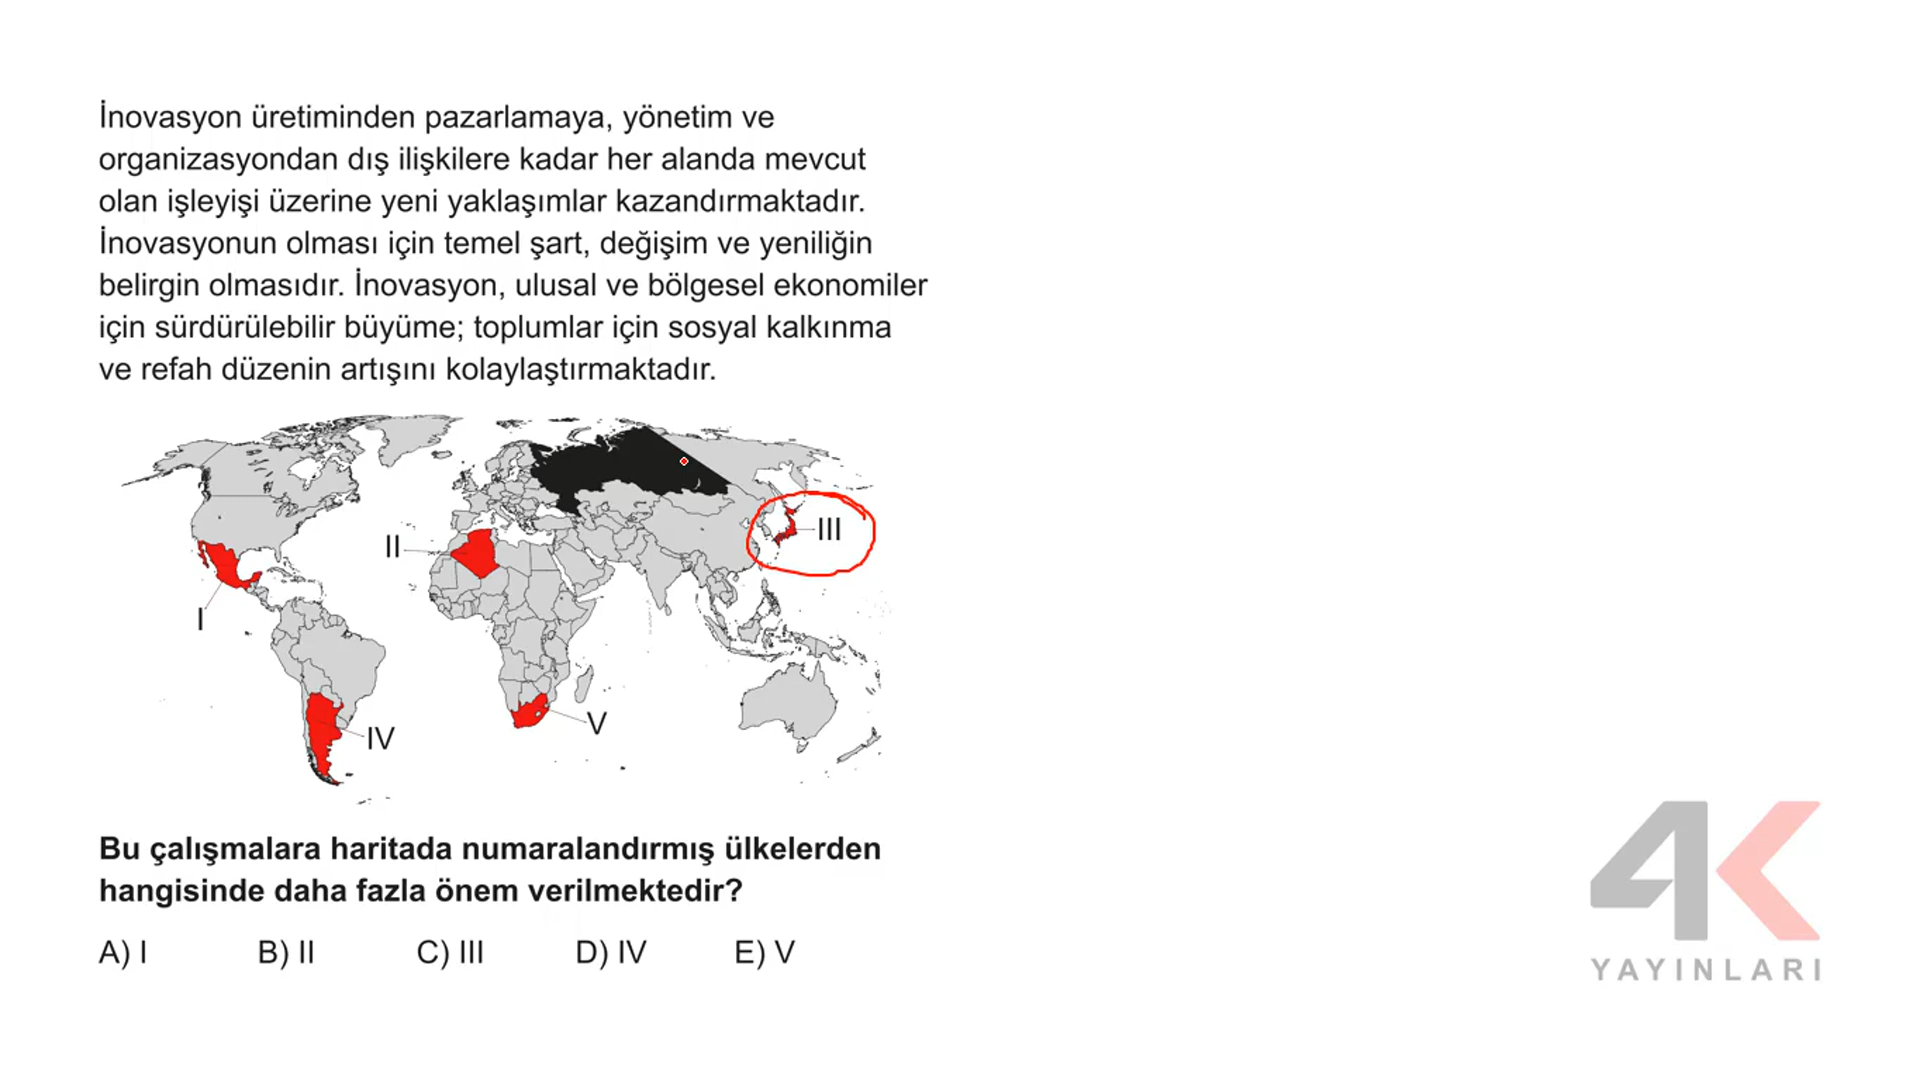 İnovasyon üretiminden pazarlamaya, yönetim ve
organizasyondan dış ilişkilere kadar her alanda mevcut
olan işleyişi üzerine yeni yaklaşımlar kazandırmaktadır.
İnovasyonun olması için temel şart, değişim ve yeniliğin
belirgin olmasıdır. İnovasyon, ulusal ve bölgesel ekonomiler
için sürdürülebilir büyüme; toplumlar için sosyal kalkınma
ve refah düzenin artışını kolaylaştırmaktadır.
III
II
I
V
IV
Bu çalışmalara haritada numaralandırmış ülkelerden
hangisinde daha fazla önem verilmektedir?
A) I B) II C) III D) IV E) V
4K
YAYINLARI